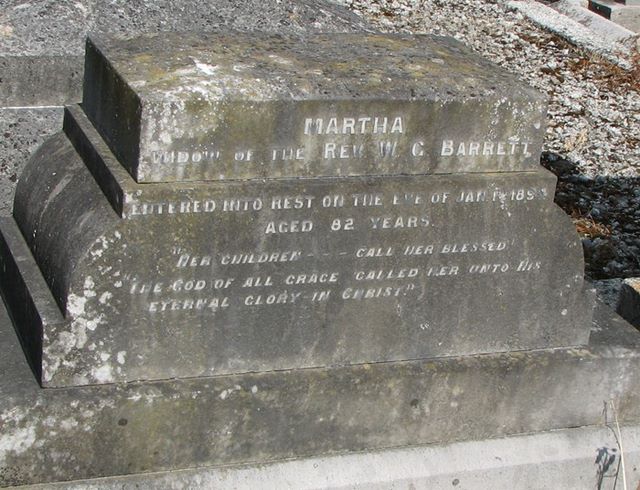 MARTHA
WIDOW OF THE REV. W. G. BARRETT
ENTERED INTO REST ON THE EVE OF JAN.
AGED 82 YEARS.
"HER CHILDREN - - - CALL HER BLESSED"
"THE GOD OF ALL GRACE CALLED HER UNTO HIS
ETERNAL GLORY IN CHRIST."